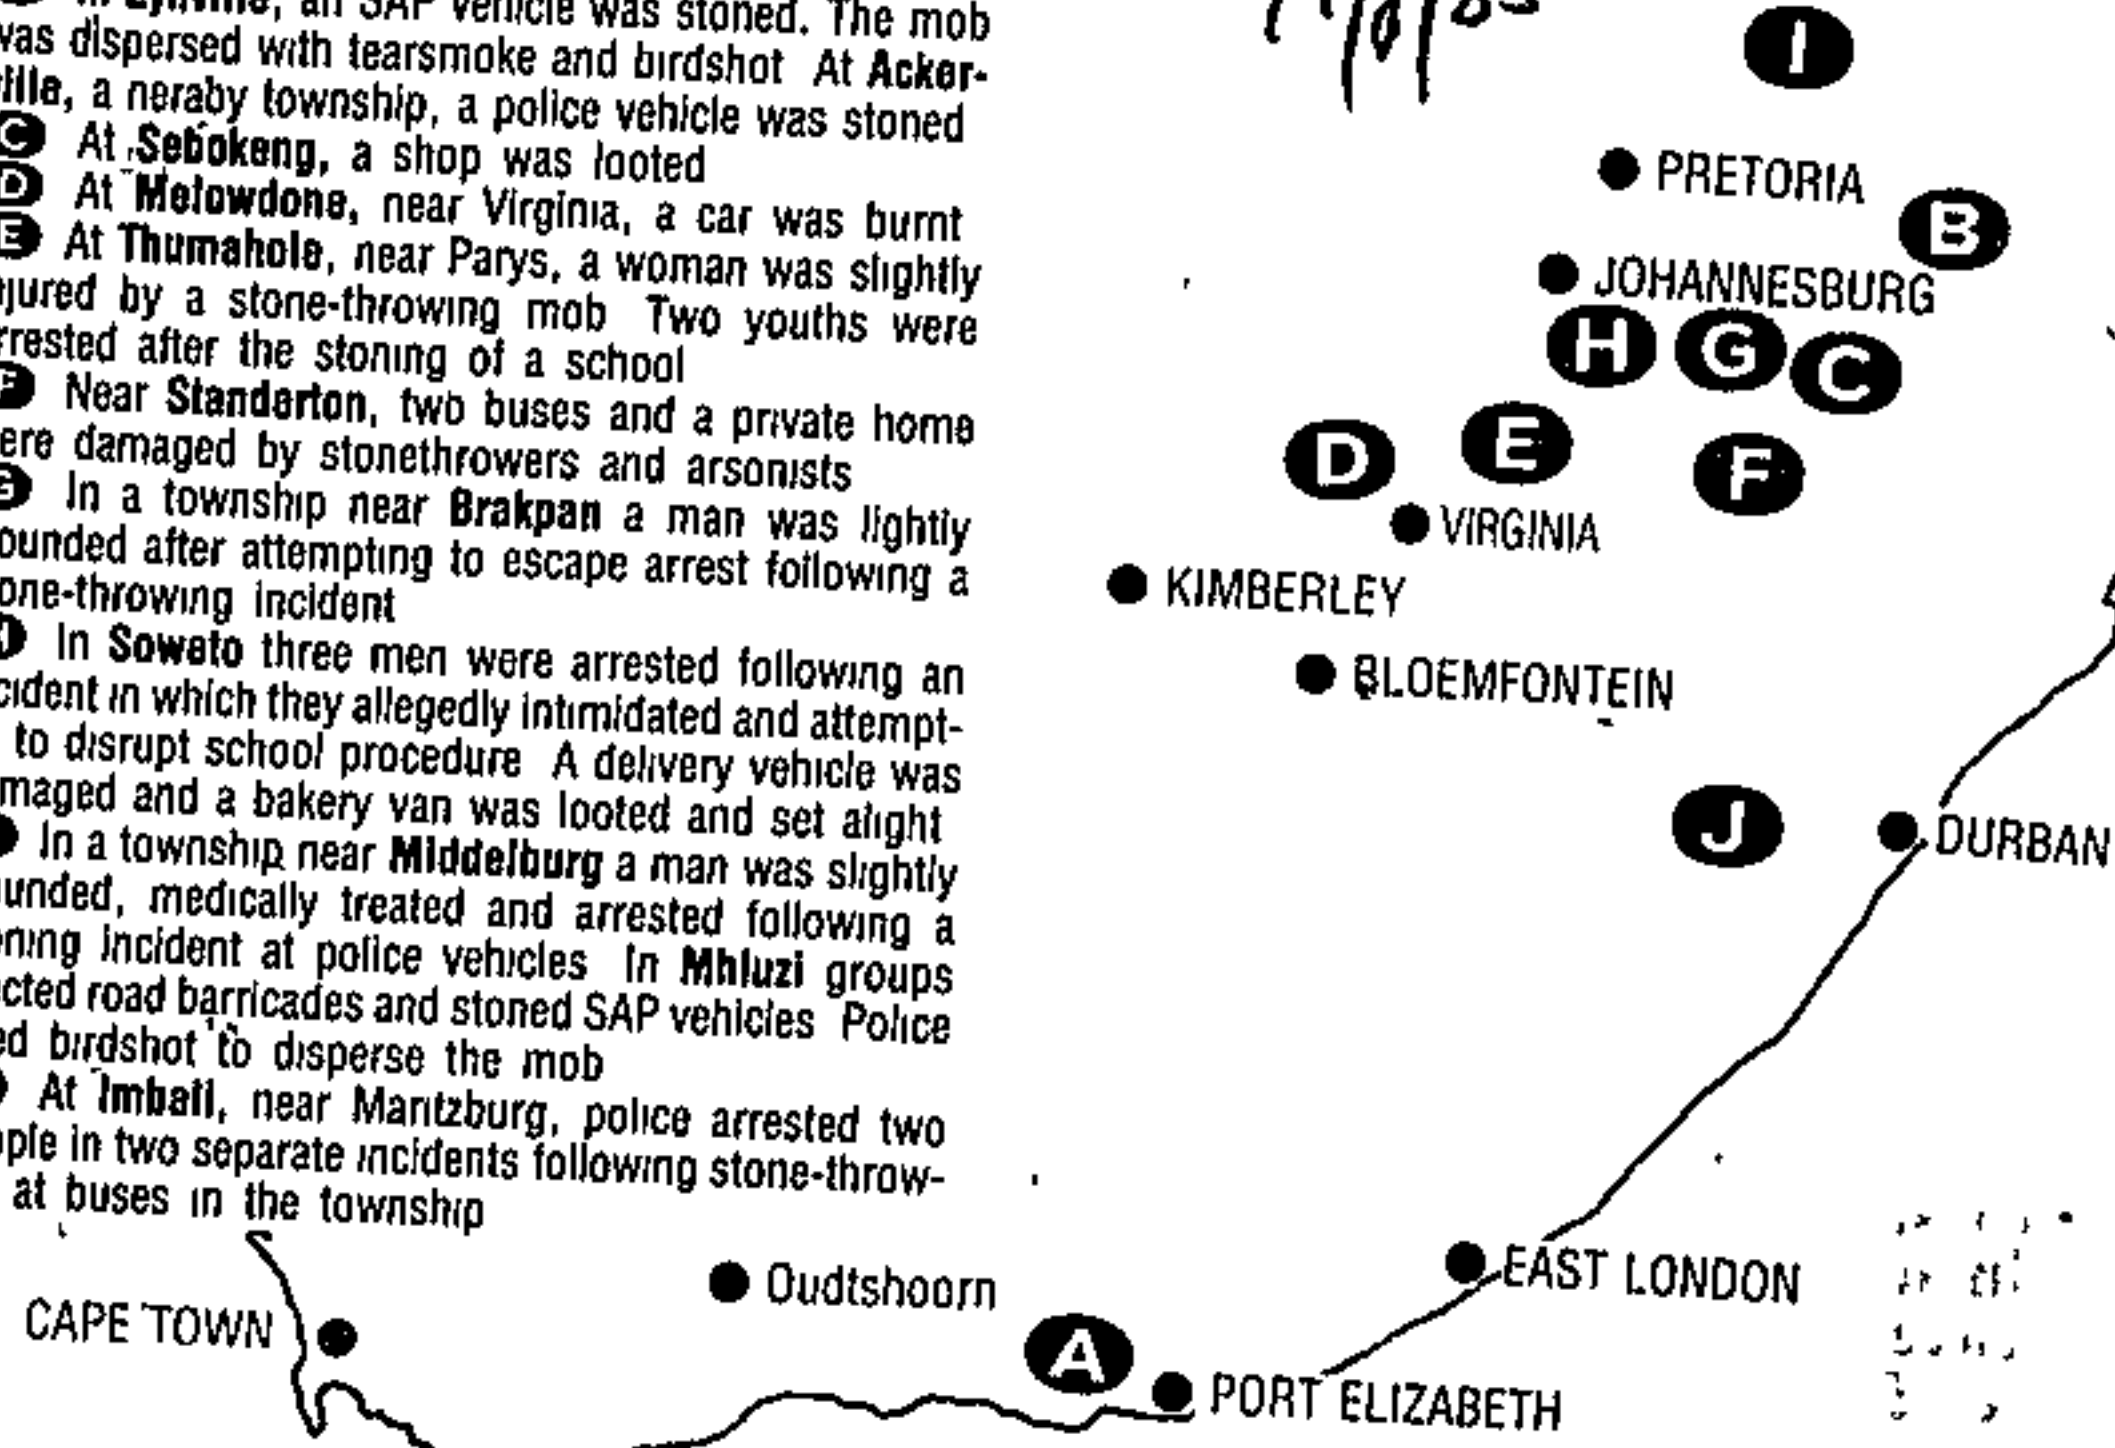 In            an SAP vehicle was stoned. The mob
was dispersed with tearsmoke and birdshot At Acker-
ville, a neraby township, a police vehicle was stoned
C At Sebokeng, a shop was looted
D At Melowdone, near Virginia, a car was burnt
E At Thumahole, near Parys, a woman was slightly
jured by a stone-throwing mob Two youths were
rrested after the stoning of a school
F Near Standerton, two buses and a private home
ere damaged by stonethrowers and arsonists
G In a township near Brakpan a man was lightly
ounded after attempting to escape arrest following a
one-throwing incident
In Soweto three men were arrested following an
cident in which they allegedly intimidated and attempt-
to disrupt school procedure A delivery vehicle was
maged and a bakery van was looted and set alight
In a township near Middelburg a man was slightly
unded, medically treated and arrested following a
ning incident at police vehicles In Mhluzi groups
cted road barricades and stoned SAP vehicles Police
ed birdshot to disperse the mob
At Imbali, near Maritzburg, police arrested two
ople in two separate incidents following stone-throw-
at buses in the township
I
PRETORIA
B
JOHANNESBURG
H G C
D E F
VIRGINIA
KIMBERLEY
BLOEMFONTEIN
J
DURBAN
EAST LONDON
Oudtshoorn
CAPE TOWN
A
PORT ELIZABETH